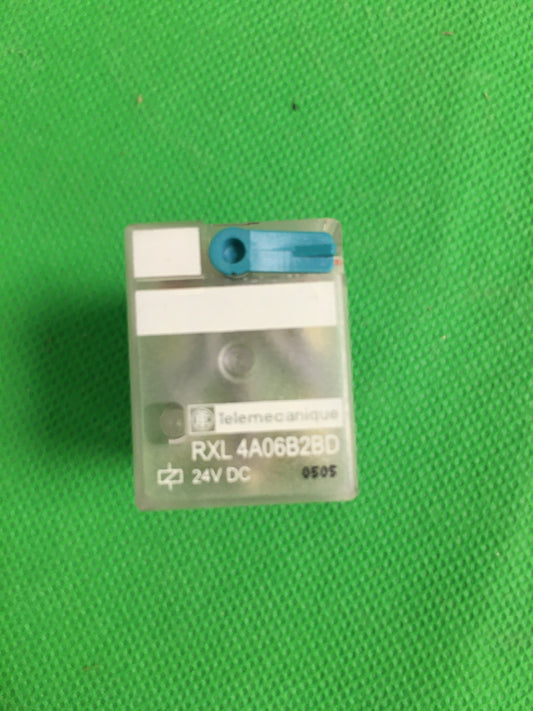 Telemecanique
RXL 4A06B2BD
24V DC 0505